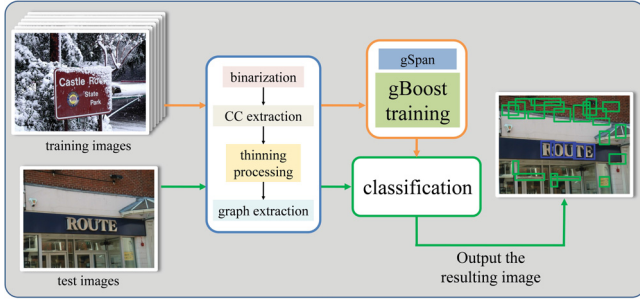 Castle Rock
State
Park
training images
ROUTE
test images
binarization
CC extraction
thinning
processing
graph extraction
gSpan
gBoost
training
classification
ROUTE
Output the
resulting image